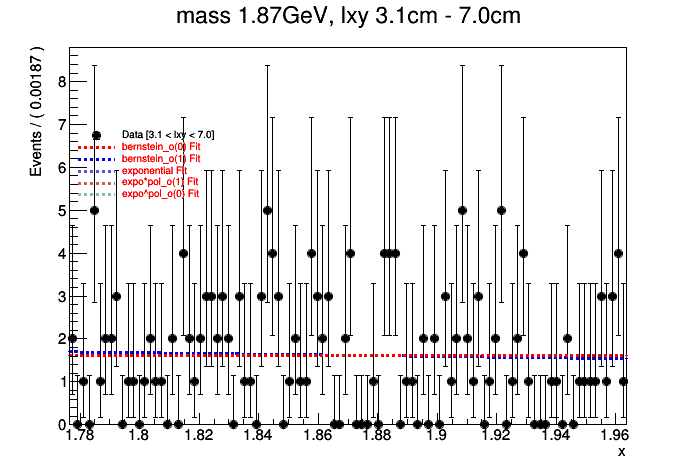 mass 1.87GeV, lxy 3.1cm - 7.0cm
Events / ( 0.00187 )
8
7
6
5
4
3
2
1
0
Data [3.1 < lxy < 7.0]
bernstein_o(0) Fit
bernstein_o(1) Fit
exponential Fit
expo*pol_o(1) Fit
expo^pol_o(0) Fit
1.78 1.8 1.82 1.84 1.86 1.88 1.9 1.92 1.94 1.96
x